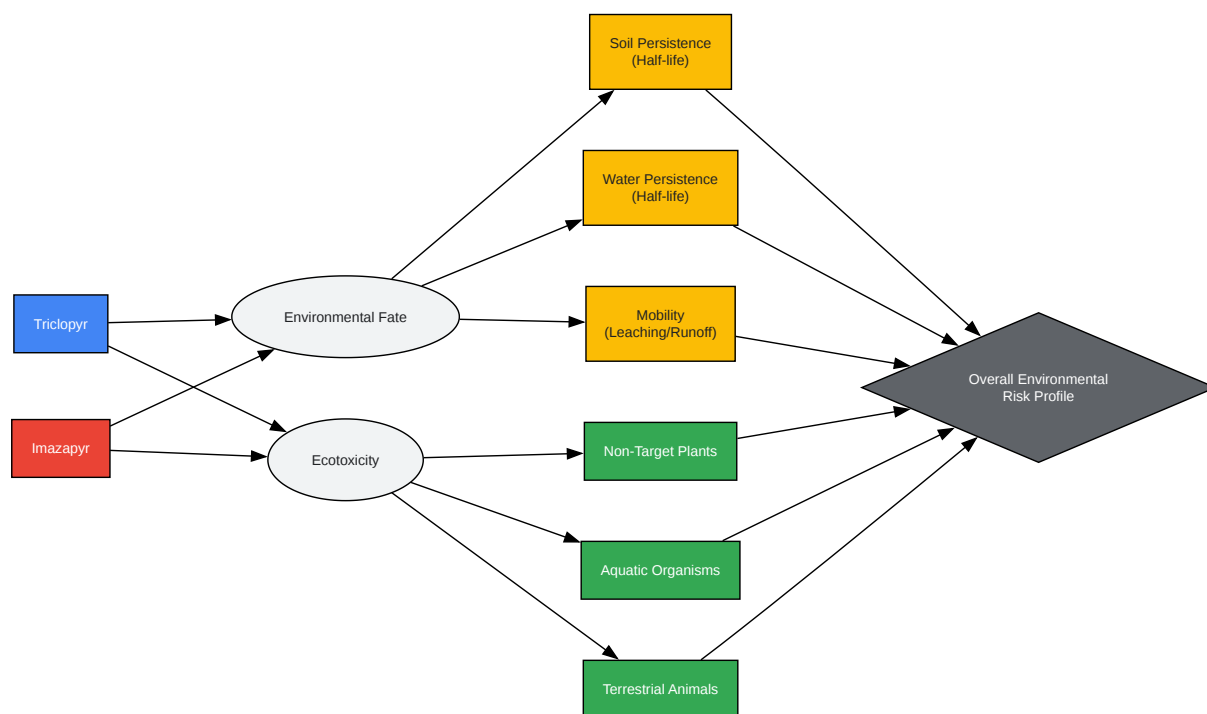 Soil Persistence
(Half-life)
Water Persistence
(Half-life)
Triclopyr
Environmental Fate
Mobility
(Leaching/Runoff)
Overall Environmental
Risk Profile
Imazapyr
Ecotoxicity
Non-Target Plants
Aquatic Organisms
Terrestrial Animals